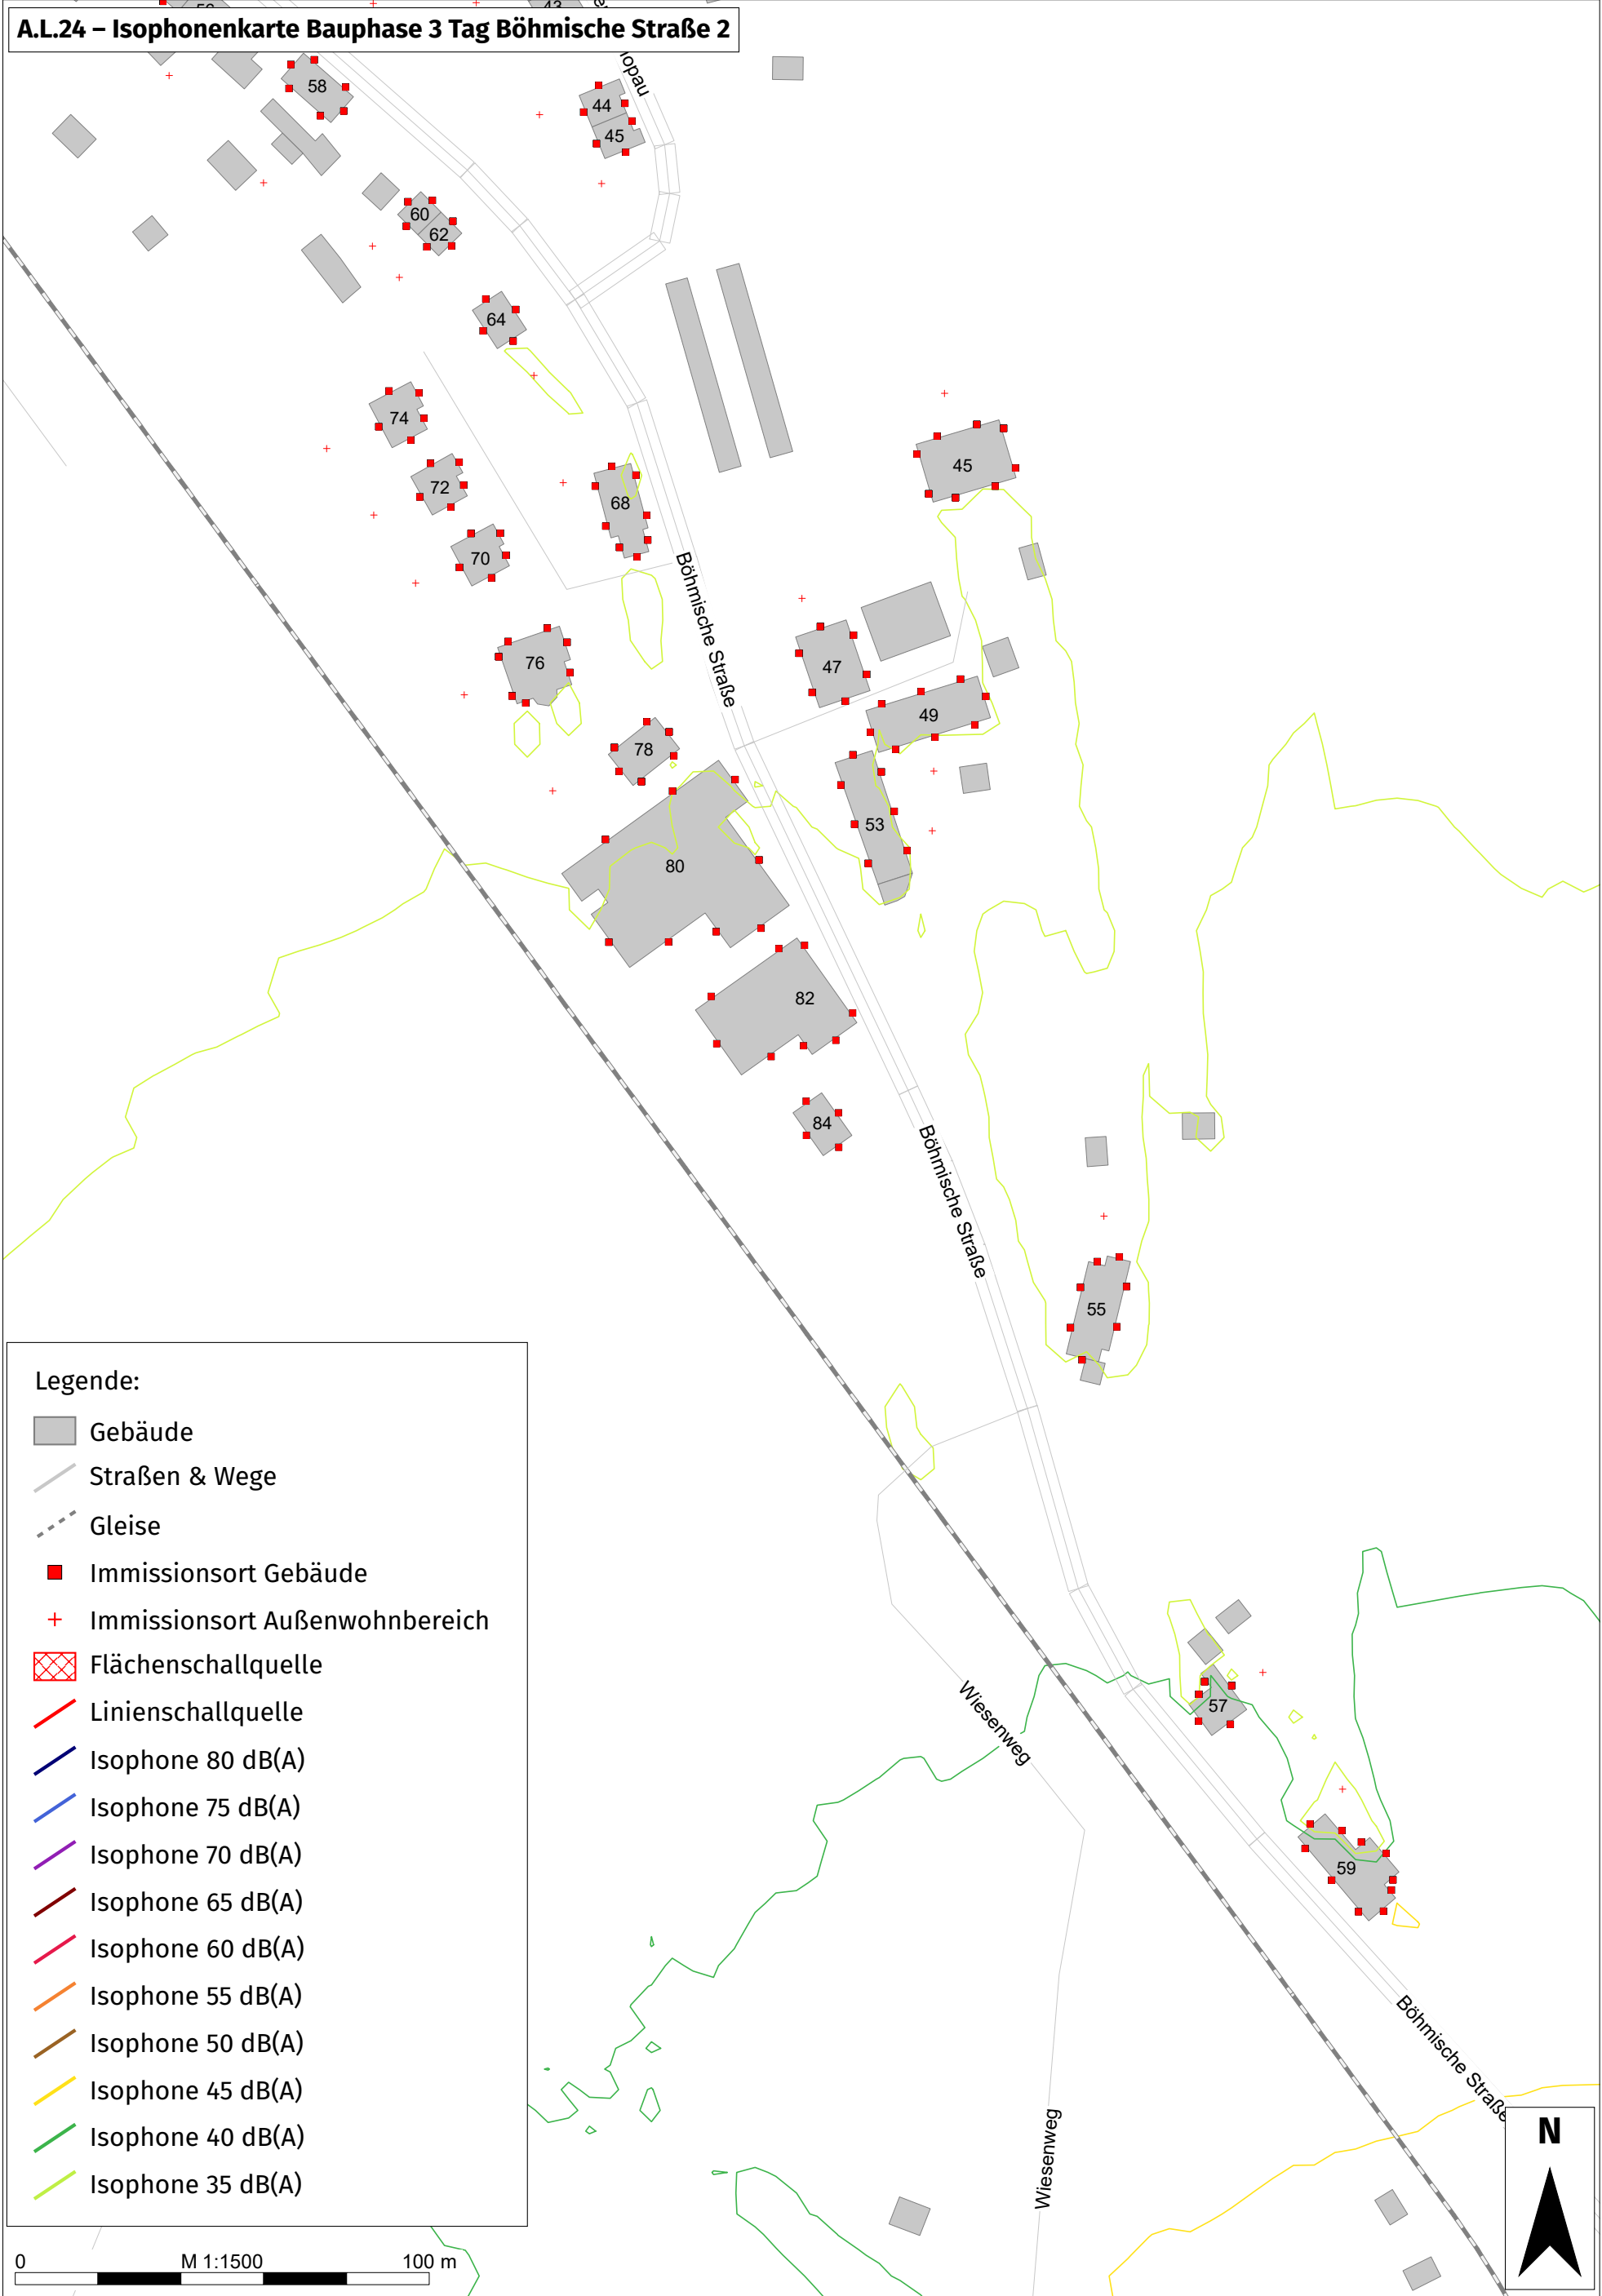 A.L.24 – Isophonenkarte Bauphase 3 Tag Böhmische Straße 2
58
44
45
60
62
64
74
72
70
68
45
76
47
49
78
53
80
82
84
55
57
59
Böhmische Straße
Böhmische Straße
Böhmische Straße
Wiesenweg
Wiesenweg
Legende:
Gebäude
Straßen & Wege
Gleise
Immissionsort Gebäude
Immissionsort Außenwohnbereich
Flächenschallquelle
Linienschallquelle
Isophone 80 dB(A)
Isophone 75 dB(A)
Isophone 70 dB(A)
Isophone 65 dB(A)
Isophone 60 dB(A)
Isophone 55 dB(A)
Isophone 50 dB(A)
Isophone 45 dB(A)
Isophone 40 dB(A)
Isophone 35 dB(A)
0 M 1:1500 100 m
N